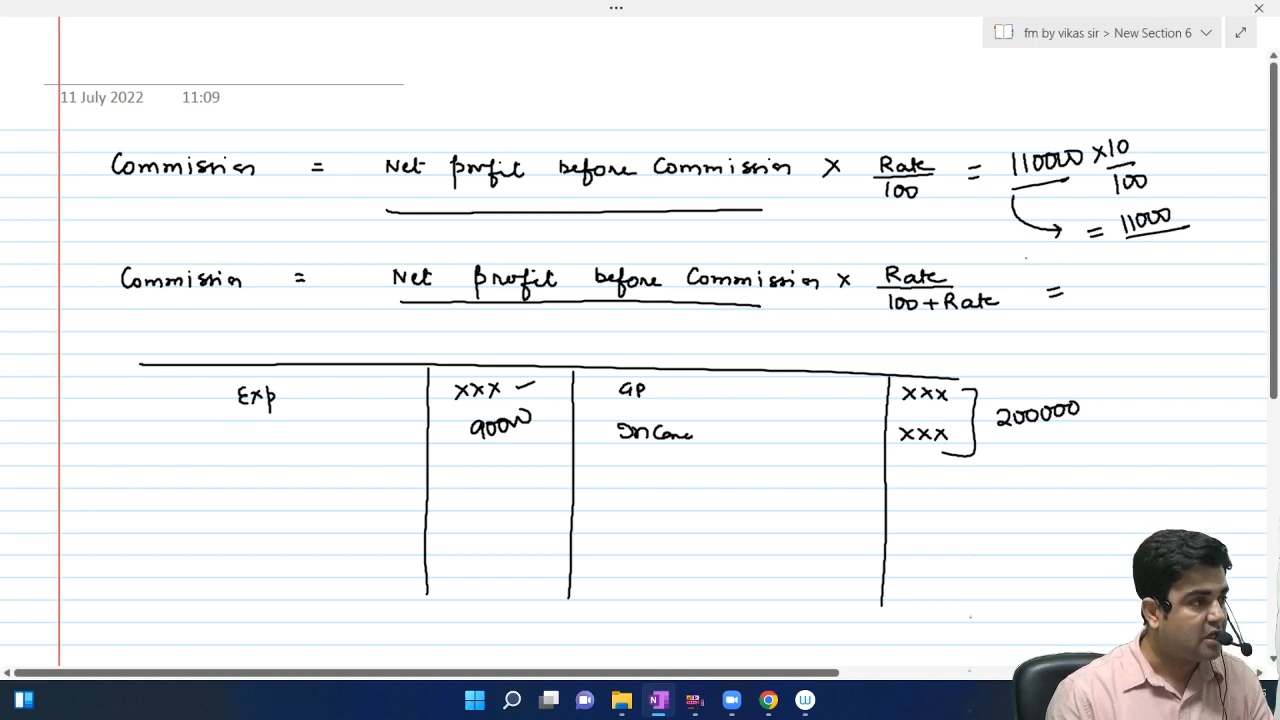 fm by vikas sir > New Section 6
11 July 2022 11:09
Commission = Net profit before Commission × Rate/100 = 110000 × 10/100
= 11000
Commission = Net profit before Commission × Rate/100 + Rate =
Exp xxx GP xxx
90000 Income xxx 200000